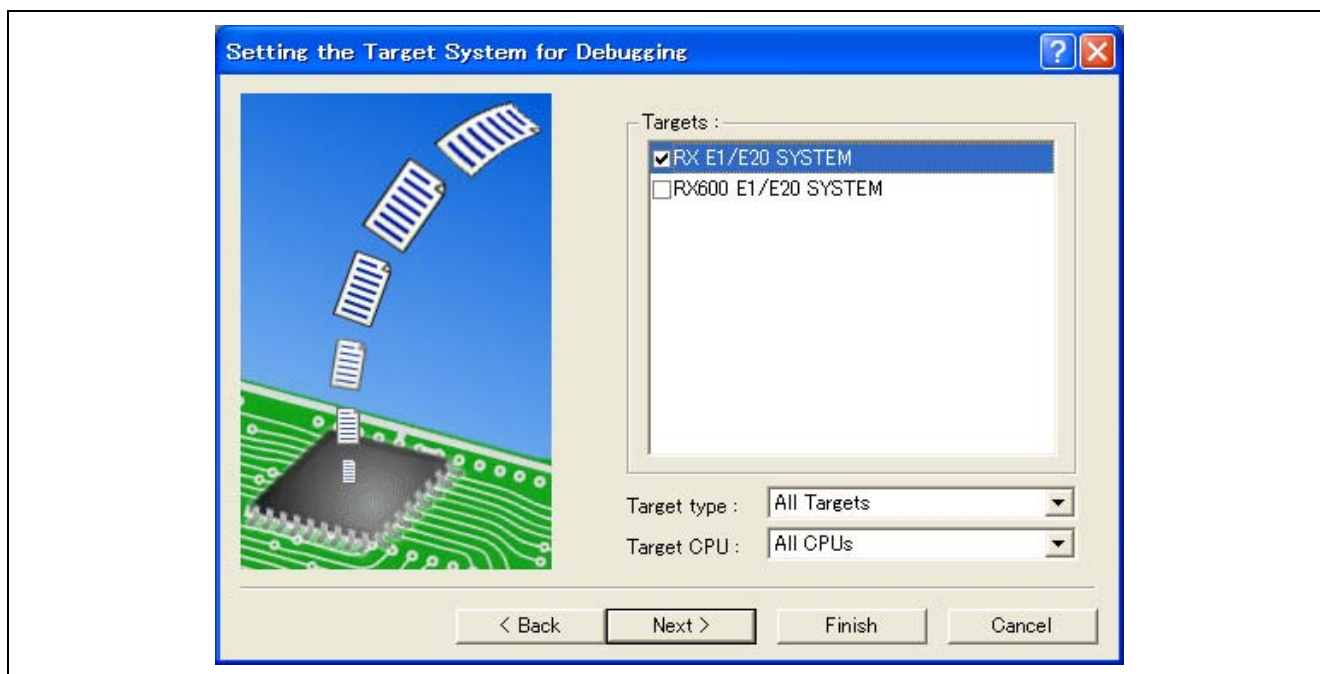 Setting the Target System for Debugging
Targets :
RX E1/E20 SYSTEM
RX600 E1/E20 SYSTEM
Target type : All Targets
Target CPU : All CPUs
< Back Next > Finish Cancel